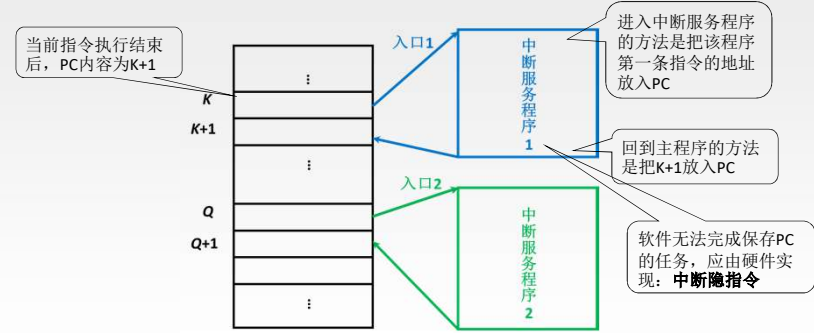 当前指令执行结束
后，PC内容为K+1
入口1
进入中断服务程序
的方法是把该程序
第一条指令的地址
放入PC
⋮
K
K+1
⋮
中断服务程序1
回到主程序的方法
是把K+1放入PC
入口2
Q
Q+1
⋮
中断服务程序2
软件无法完成保存PC
的任务，应由硬件实
现：中断隐指令